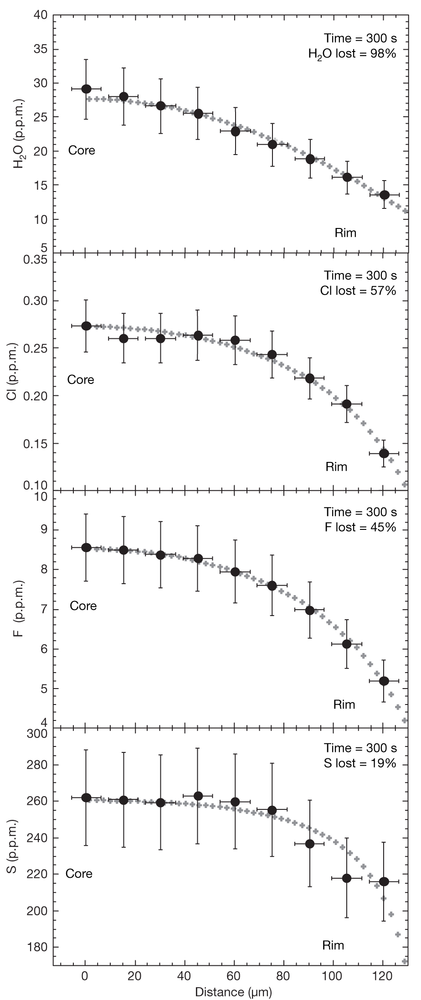 40
35
30
25
20
15
10
5
H₂O (p.p.m.)
Time = 300 s
H₂O lost = 98%
Core
Rim
0.35
0.30
0.25
0.20
0.15
0.10
Cl (p.p.m.)
Time = 300 s
Cl lost = 57%
Core
Rim
10
9
8
7
6
5
4
F (p.p.m.)
Time = 300 s
F lost = 45%
Core
Rim
300
280
260
240
220
200
180
S (p.p.m.)
Time = 300 s
S lost = 19%
Core
Rim
0 20 40 60 80 100 120
Distance (µm)